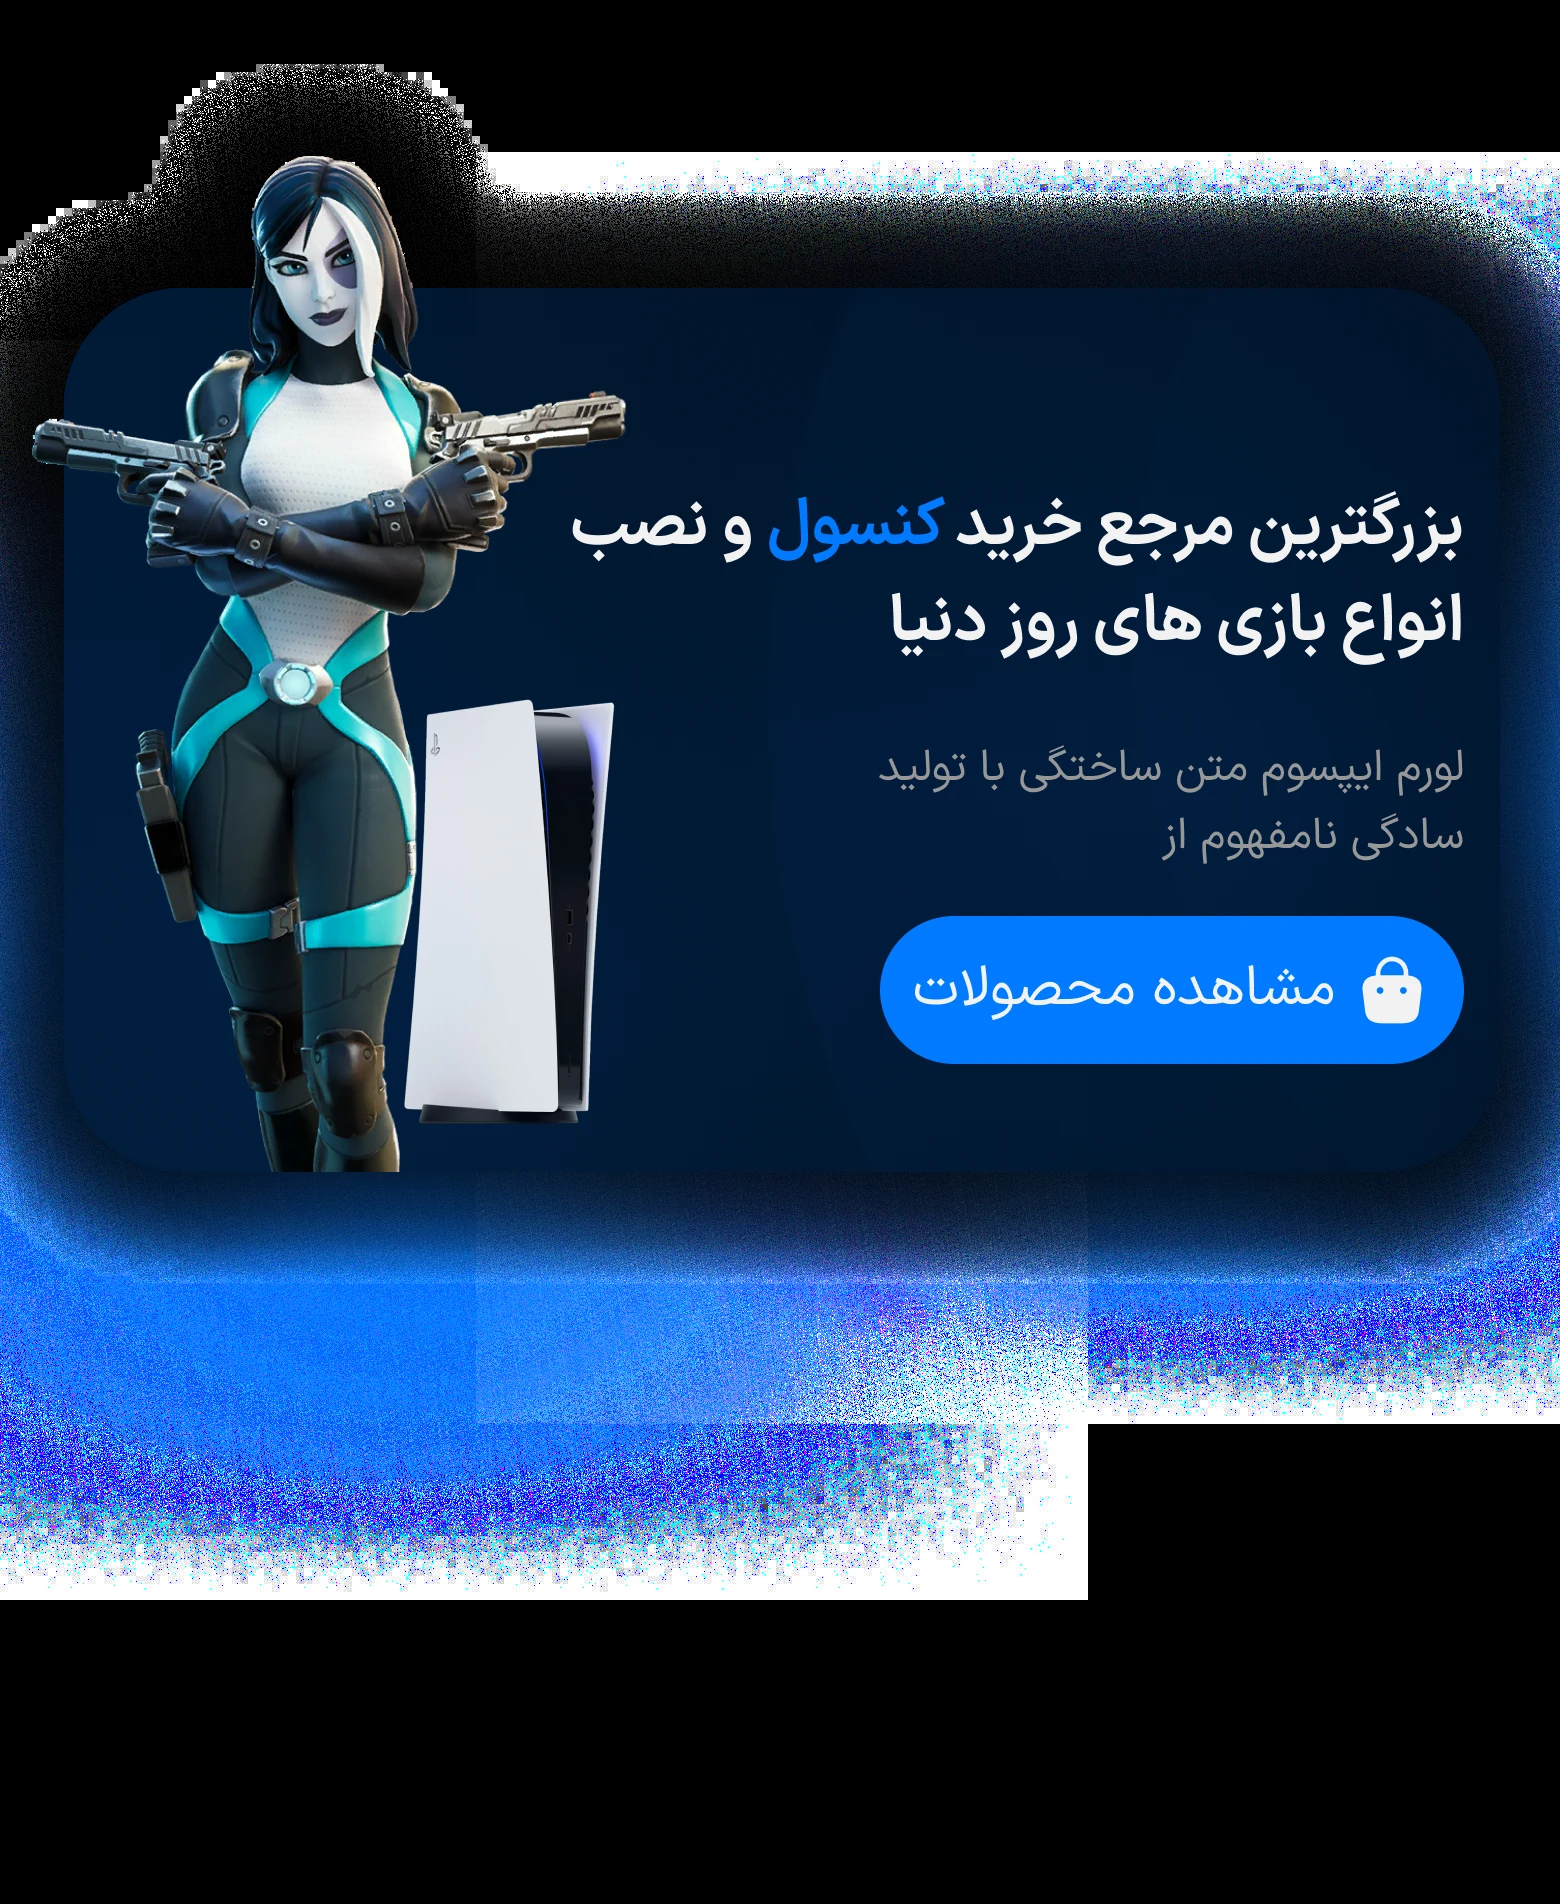 بزرگترین مرجع خرید کنسول و نصب
انواع بازی های روز دنیا
لورم ایپسوم متن ساختگی با تولید
سادگی نامفهوم از
مشاهده محصولات